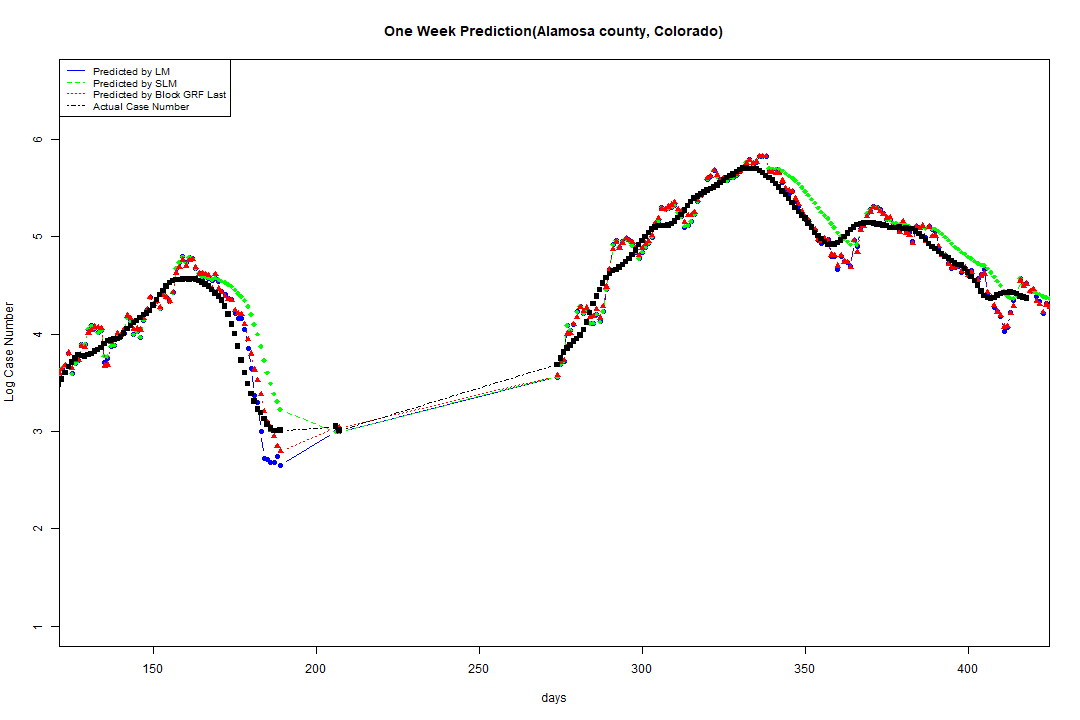 One Week Prediction(Alamosa county, Colorado)
Predicted by LM
Predicted by SLM
Predicted by Block GRF Last
Actual Case Number
Log Case Number
6
5
4
3
2
1
150 200 250 300 350 400
days